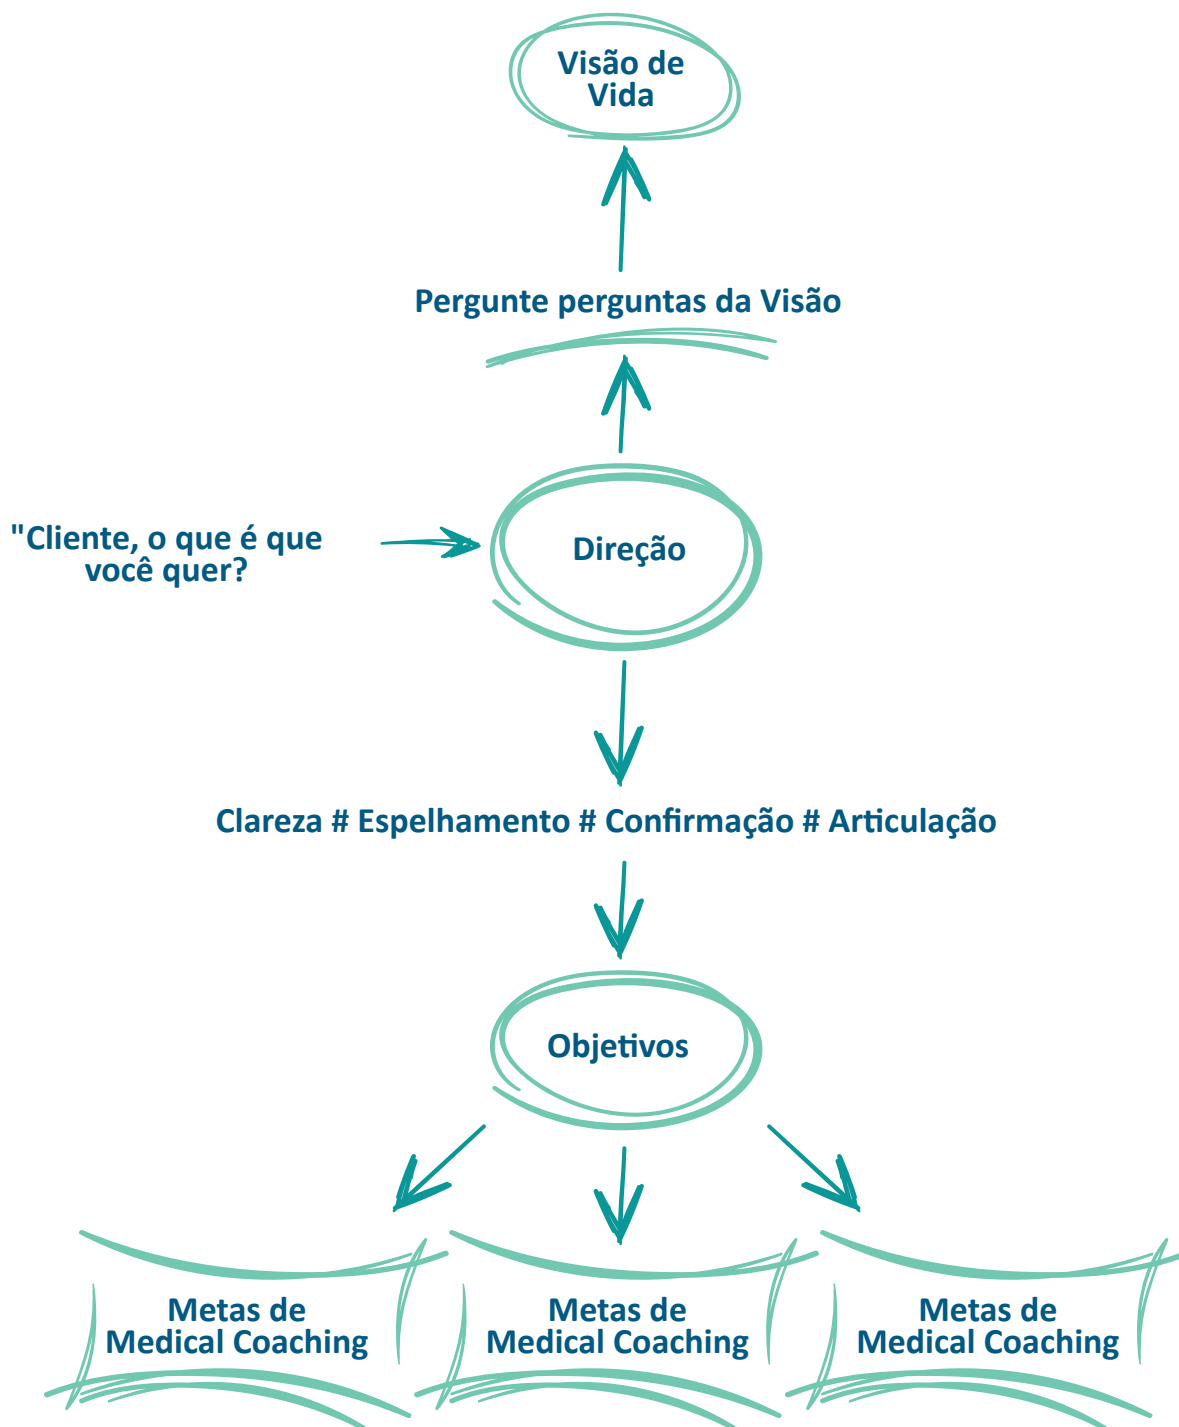 Visão de
Vida
Pergunte perguntas da Visão
"Cliente, o que é que
você quer?
Direção
Clareza # Espelhamento # Confirmação # Articulação
Objetivos
Metas de
Medical Coaching
Metas de
Medical Coaching
Metas de
Medical Coaching